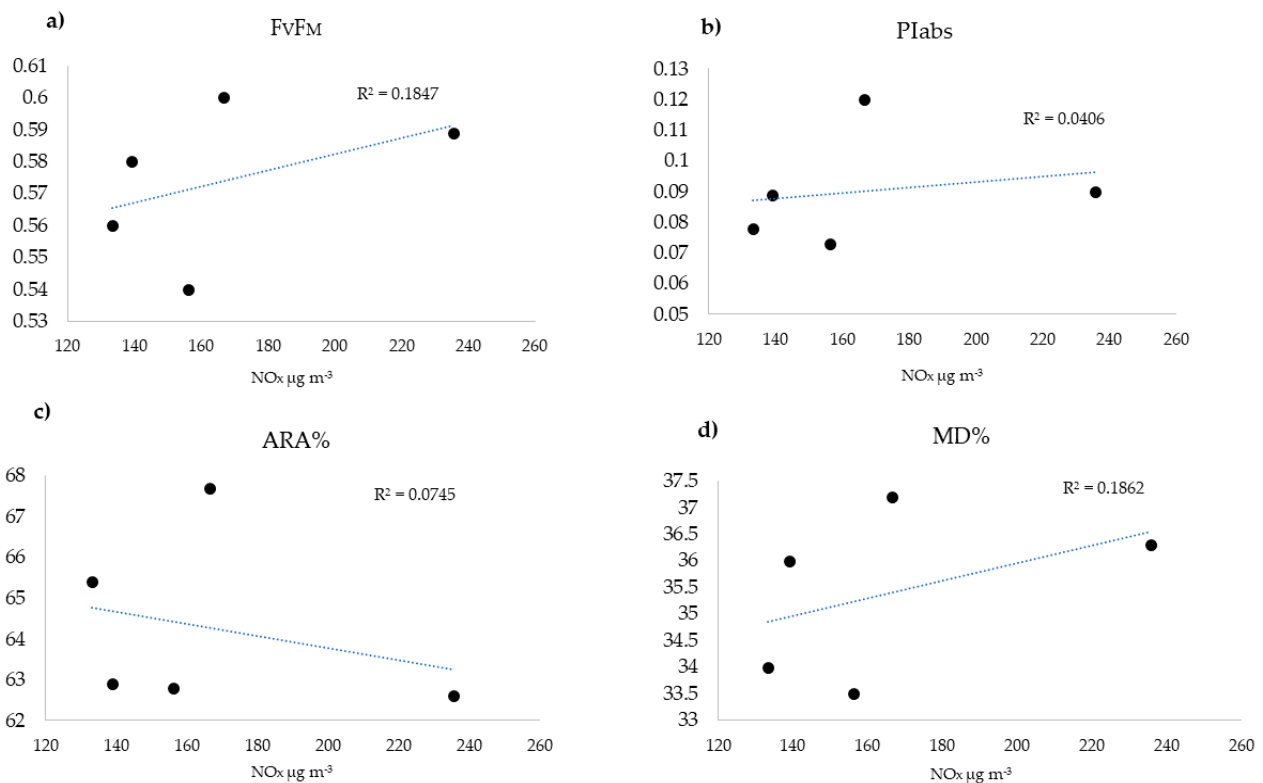 a)
FVFM
0.61
0.6
0.59
0.58
0.57
0.56
0.55
0.54
0.53
R² = 0.1847
120 140 160 180 200 220 240 260
NOx µg m⁻³
b)
PIabs
0.13
0.12
0.11
0.1
0.09
0.08
0.07
0.06
0.05
R² = 0.0406
120 140 160 180 200 220 240 260
NOx µg m⁻³
c)
ARA%
68
67
66
65
64
63
62
R² = 0.0745
120 140 160 180 200 220 240 260
NOx µg m⁻³
d)
MD%
37.5
37
36.5
36
35.5
35
34.5
34
33.5
33
R² = 0.1862
120 140 160 180 200 220 240 260
NOx µg m⁻³